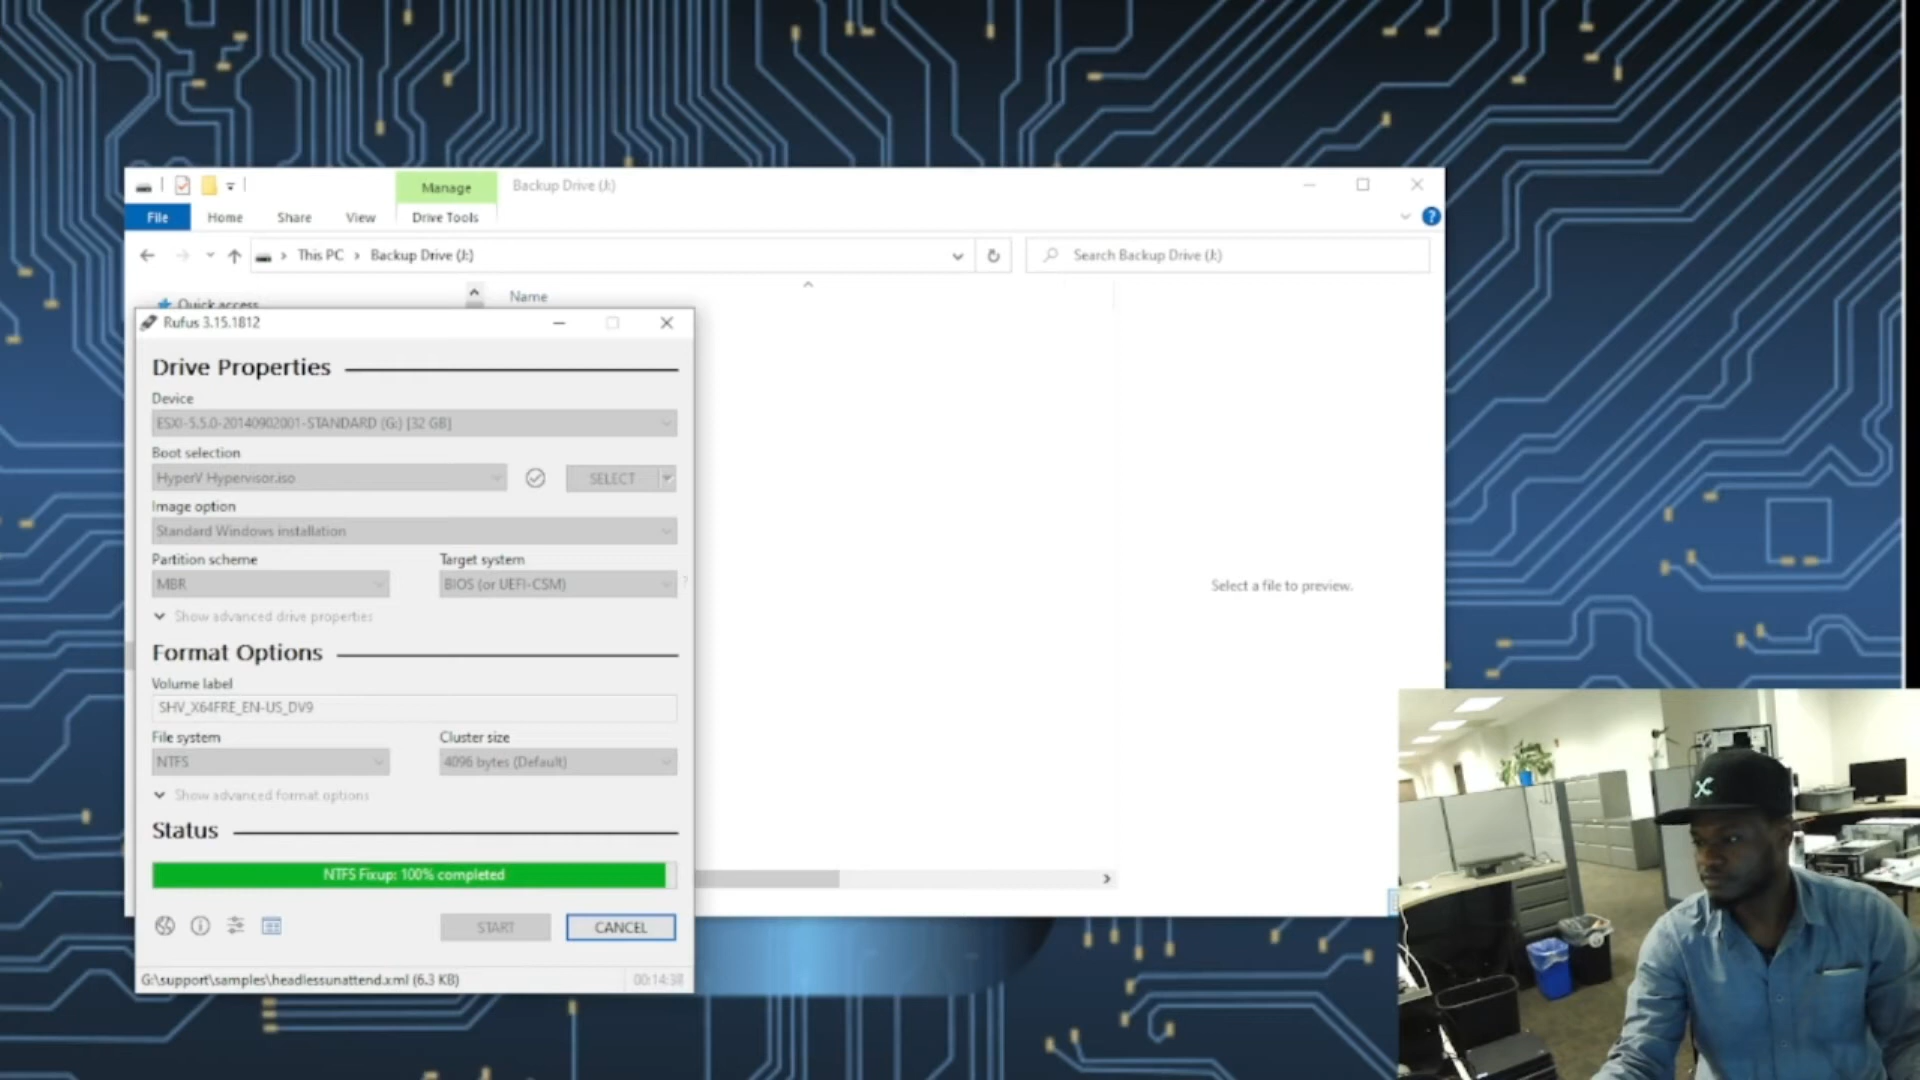 Manage
Backup Drive (J:)
File
Home
Share
View
Drive Tools
?
This PC > Backup Drive (J:)
Search Backup Drive (J:)
Quick access
Name
Rufus 3.15.1812
Drive Properties
Device
ESXI-5.5.0-20140902001-STANDARD (G:) [32 GB]
Boot selection
HyperV Hypervisor.iso
SELECT
Image option
Standard Windows installation
Partition scheme
Target system
MBR
BIOS (or UEFI-CSM)
?
Show advanced drive properties
Select a file to preview.
Format Options
Volume label
SHV_X64FRE_EN-US_DV9
File system
Cluster size
NTFS
4096 bytes (Default)
Show advanced format options
Status
NTFS Fixup: 100% completed
START
CANCEL
G:\support\samples\headlessunattend.xml (6.3 KB)
00:14:38